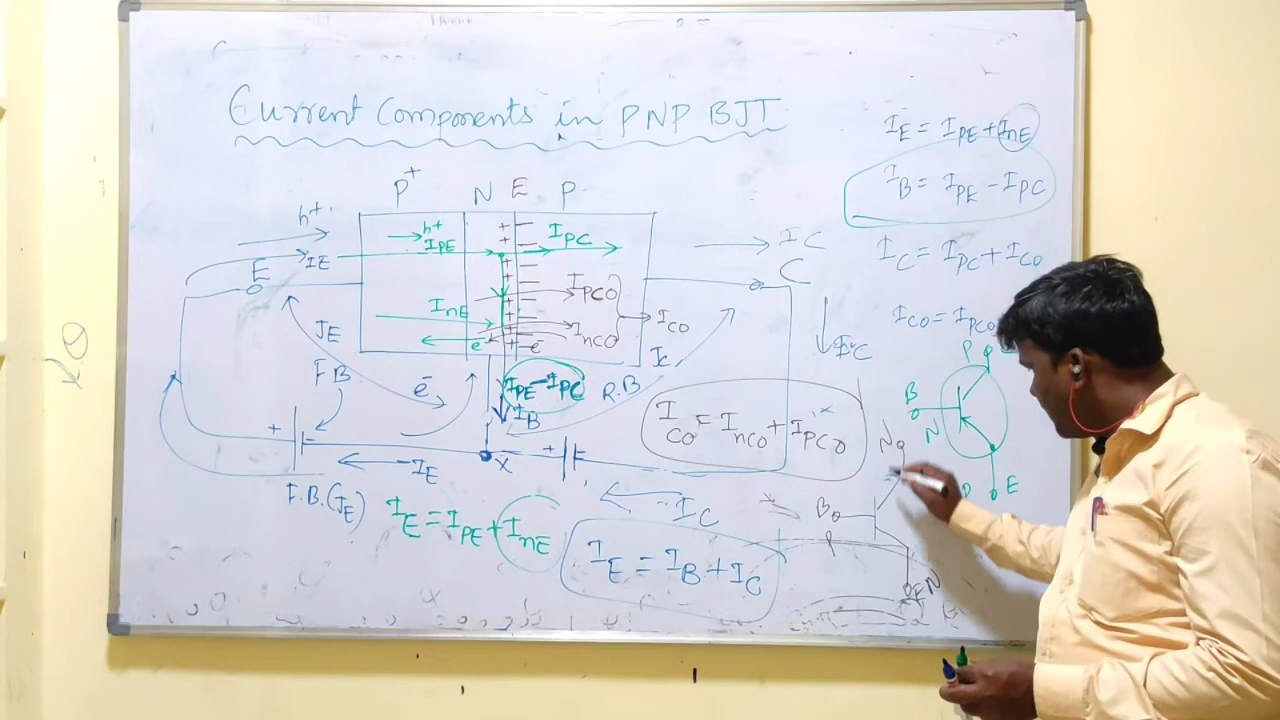 Current Components in PNP BJT
P+ N E P
h+
IE
E
h+
IPE
IPC
InE
e-
IPCO
InCO
ICO
IC
C
IC
IC
JE
FB
e-
IPE-IPC
IB
R.B
+
+
x
IE
F.B.(JE)
IC
ICO = InCO + IPCO
IE = IPE + InE
IE = IB + IC
IE = IPE + InE
IB = IPE - IPC
IC = IPC + ICO
ICO = IPCO
P
B
N
E
N
B
P
E N